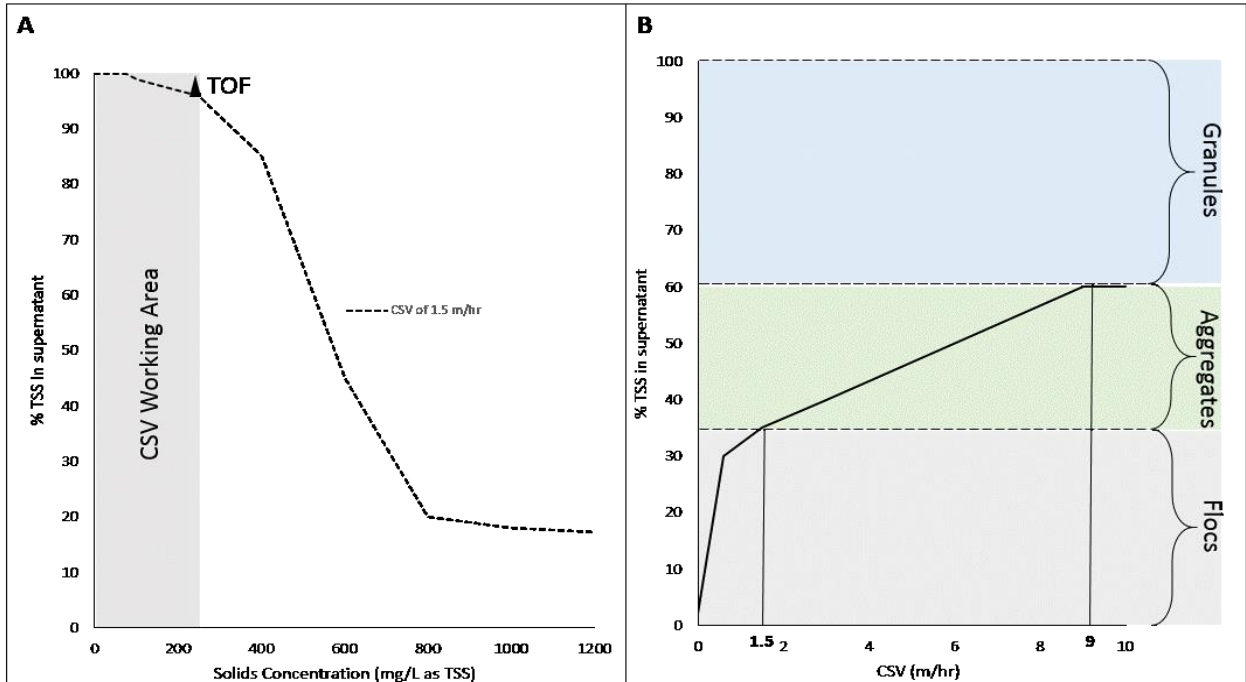 A
100
90
80
70
60
50
40
30
20
10
0
% TSS In supernatant
CSV Working Area
TOF
CSV of 1.5 m/hr
0 200 400 600 800 1000 1200
Solids Concentration (mg/L as TSS)
B
100
90
80
70
60
50
40
30
20
10
0
% TSS in supernatant
Granules
Aggregates
Flocs
0 1.5 2 4 6 8 9 10
CSV (m/hr)